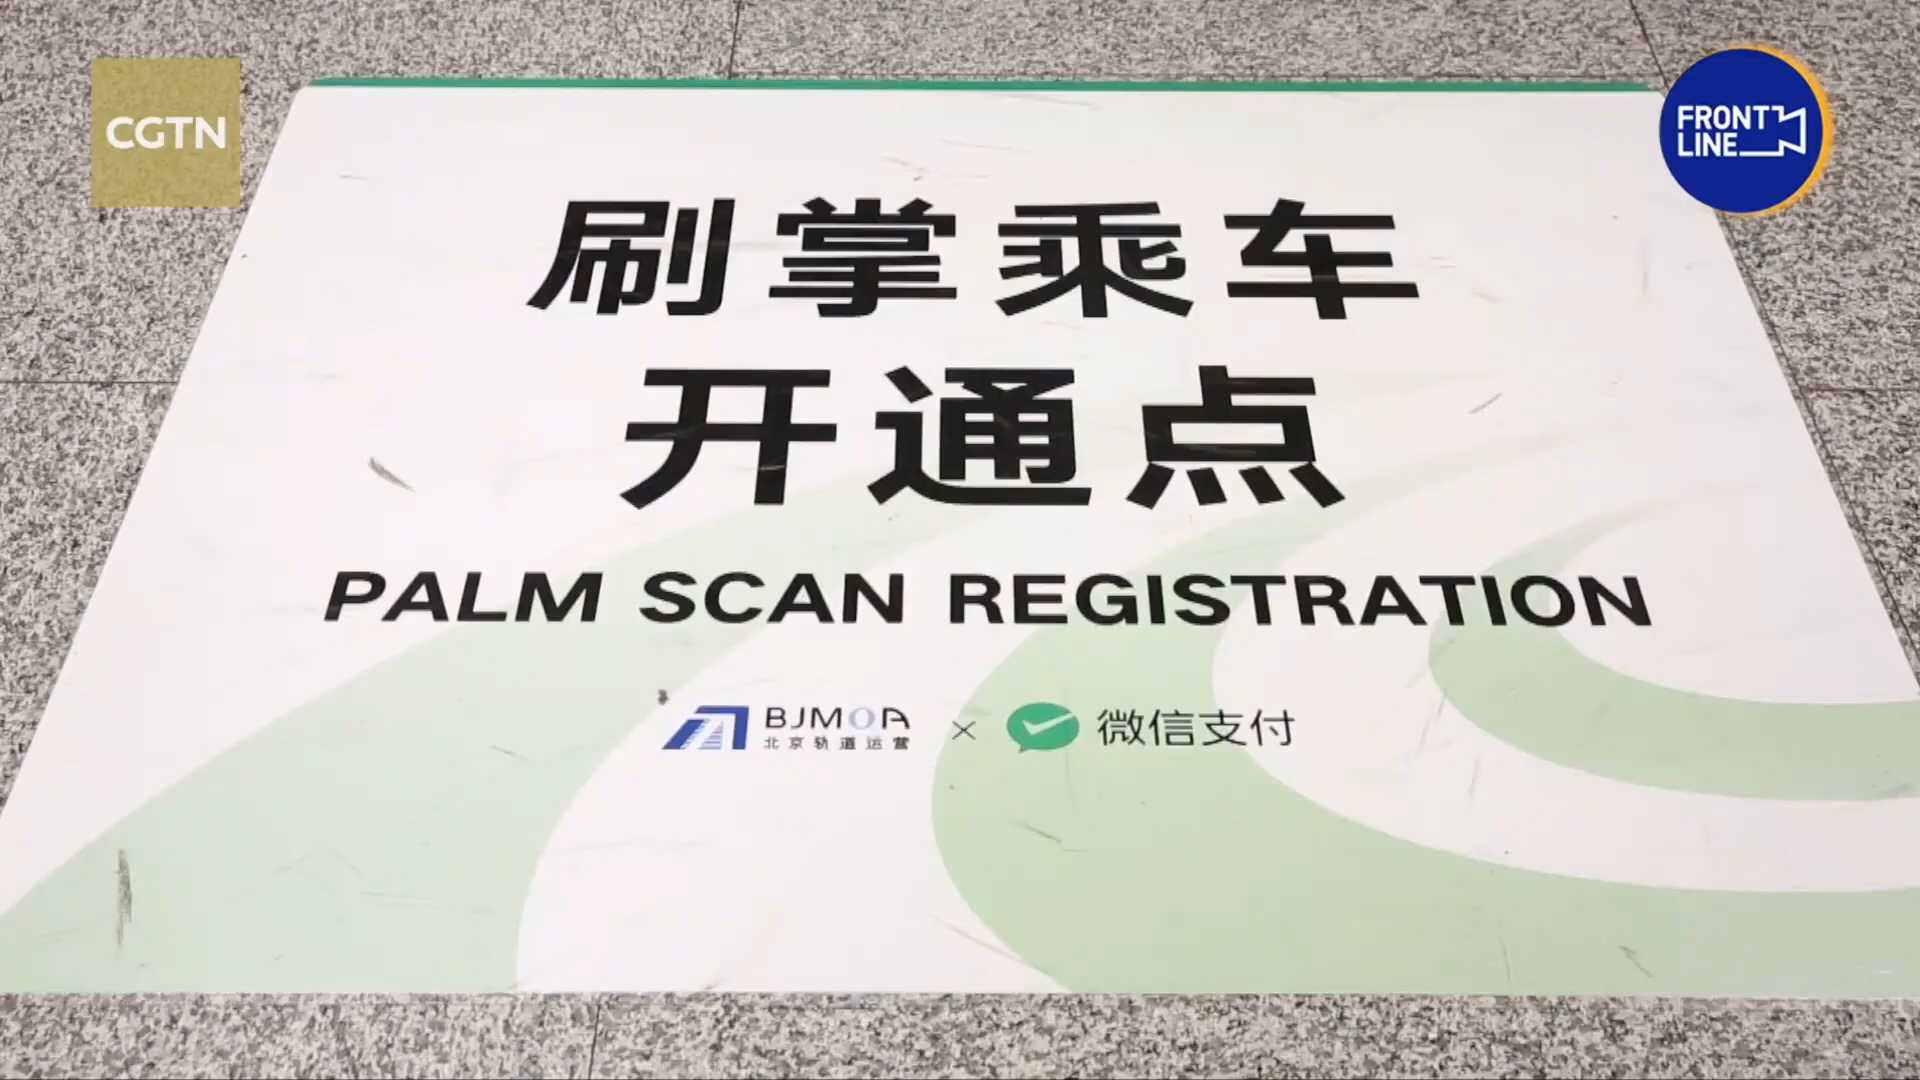 CGTN
FRONT
LINE
刷掌乘车
开通点
PALM SCAN REGISTRATION
BJMOA
北京轨道运营
× 微信支付